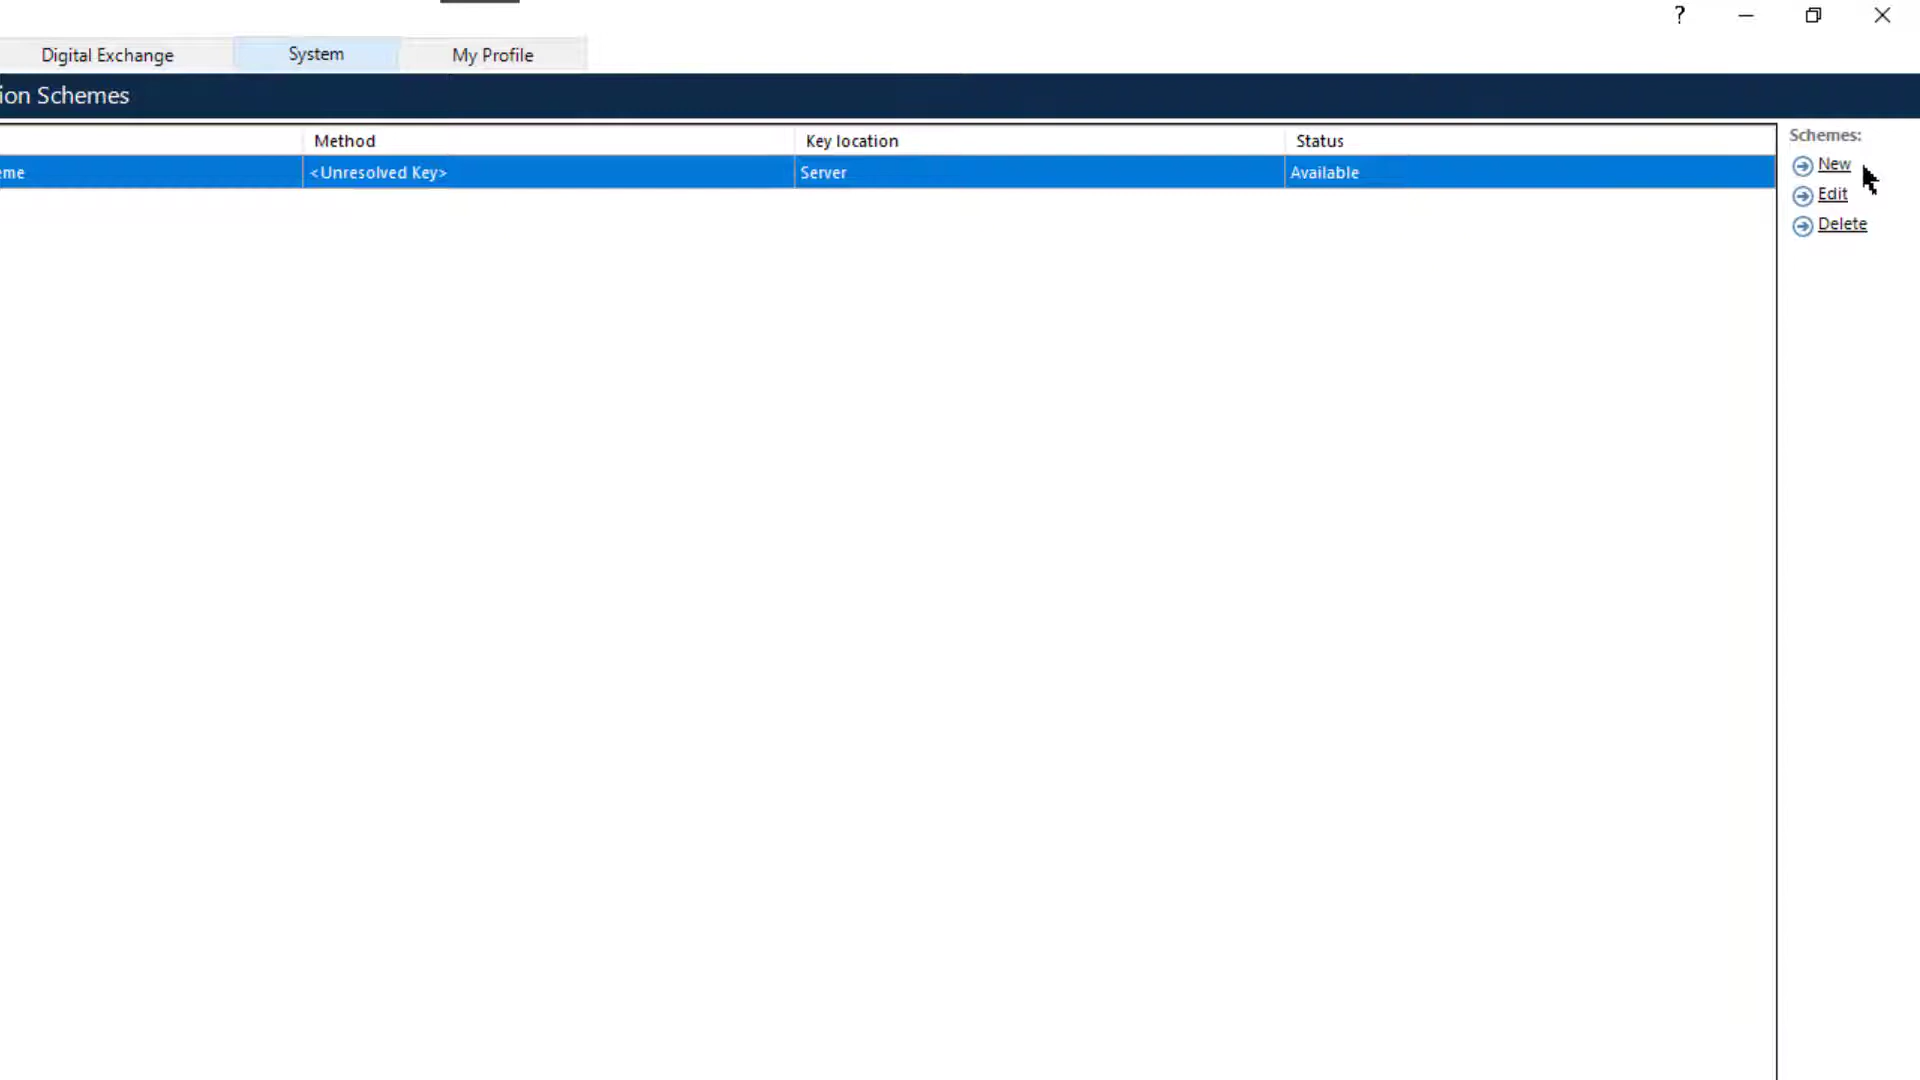 ?
Digital Exchange System My Profile
ion Schemes
Method Key location Status
eme <Unresolved Key> Server Available
Schemes:
New
Edit
Delete